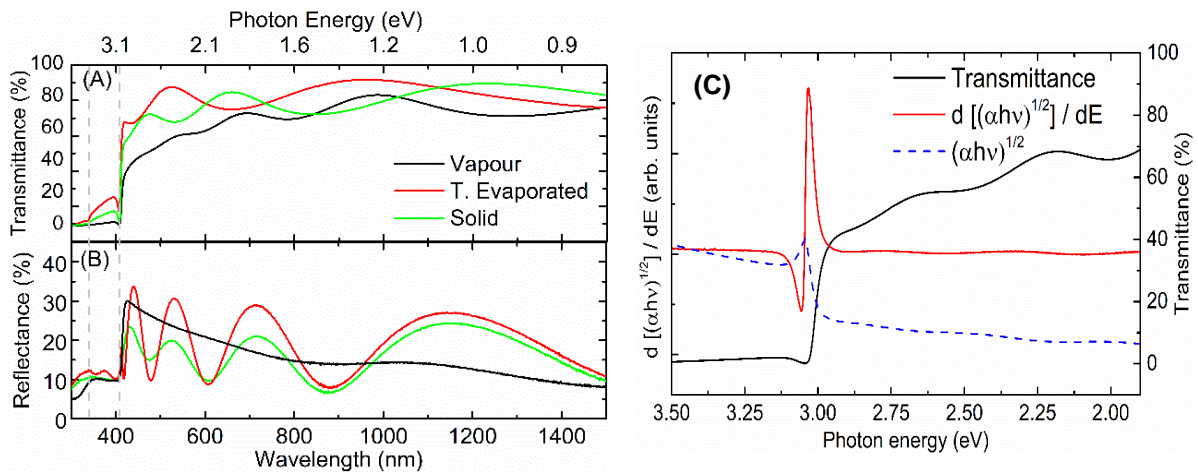 Photon Energy (eV)
3.1 2.1 1.6 1.2 1.0 0.9
(A)
Transmittance (%)
100
80
60
40
20
0
Vapour
T. Evaporated
Solid
(B)
Reflectance (%)
40
30
20
10
0
400 600 800 1000 1200 1400
Wavelength (nm)
(C)
Transmittance
d [(αhν)^1/2] / dE
(αhν)^1/2
d [(αhν)^1/2] / dE (arb. units)
100
80
60
40
20
0
Transmittance (%)
3.50 3.25 3.00 2.75 2.50 2.25 2.00
Photon energy (eV)